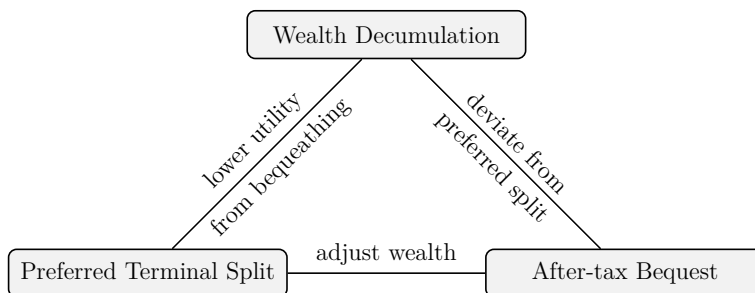 Wealth Decumulation
lower utility
from bequeathing
deviate from
preferred split
Preferred Terminal Split
adjust wealth
After-tax Bequest